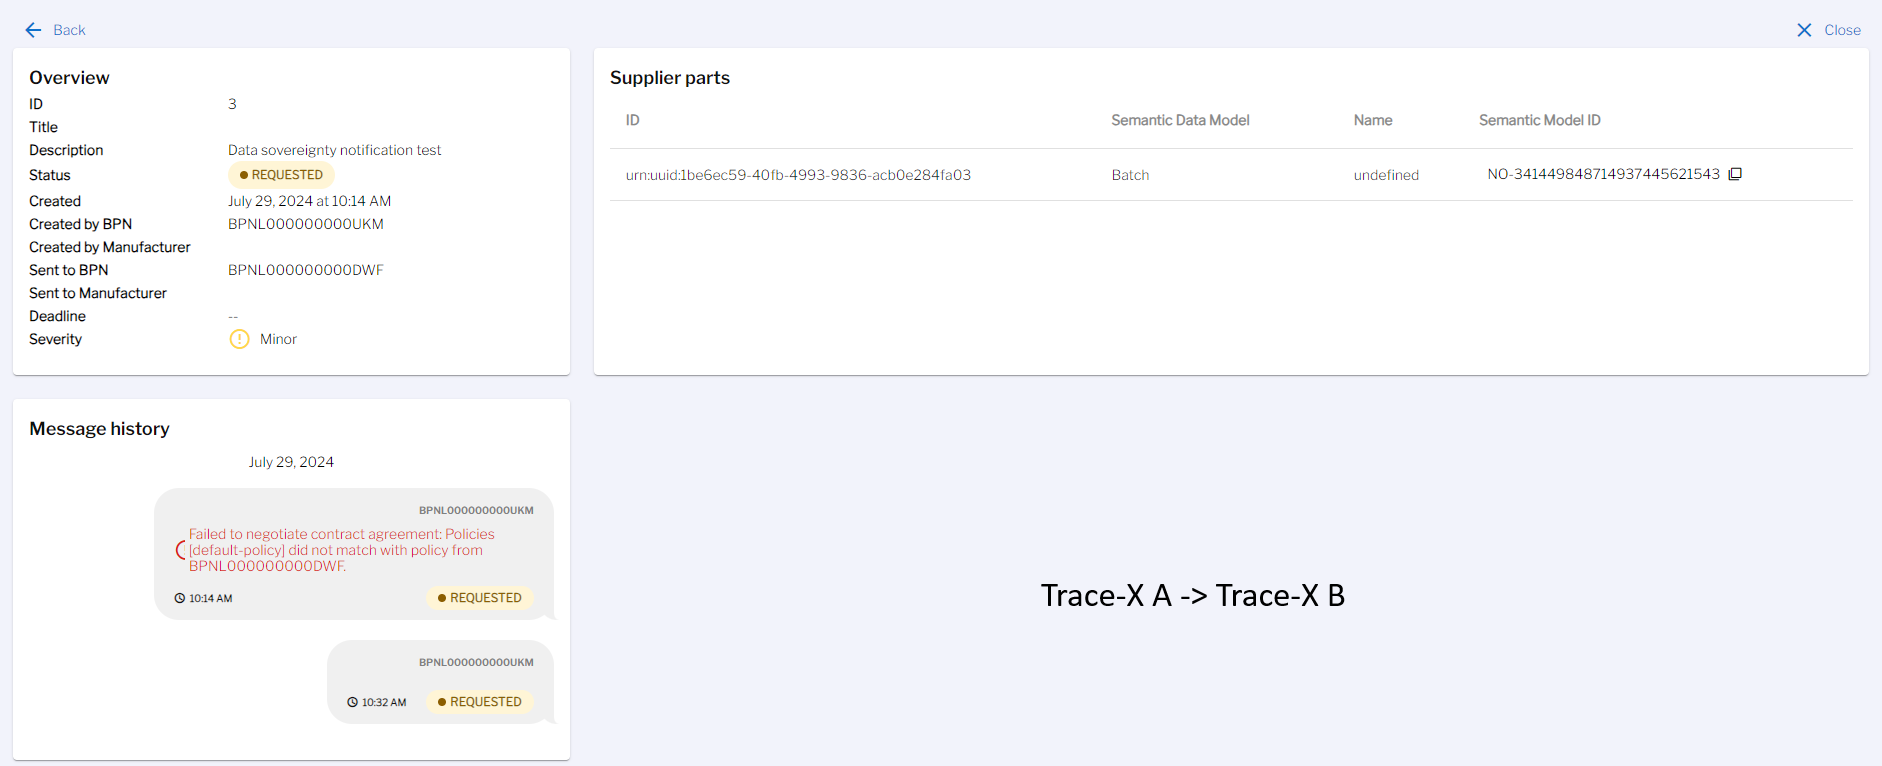 Back
Close
Overview
ID 3
Title
Description Data sovereignty notification test
Status REQUESTED
Created July 29, 2024 at 10:14 AM
Created by BPN BPNL000000000UKM
Created by Manufacturer
Sent to BPN BPNL000000000DWF
Sent to Manufacturer
Deadline --
Severity Minor
Supplier parts
ID Semantic Data Model Name Semantic Model ID
urn:uuid:1be6ec59-40fb-4993-9836-acb0e284fa03 Batch undefined NO-341449848714937445621543
Message history
July 29, 2024
BPNL000000000UKM
Failed to negotiate contract agreement: Policies
[default-policy] did not match with policy from
BPNL000000000DWF.
10:14 AM REQUESTED
BPNL000000000UKM
10:32 AM REQUESTED
Trace-X A -> Trace-X B